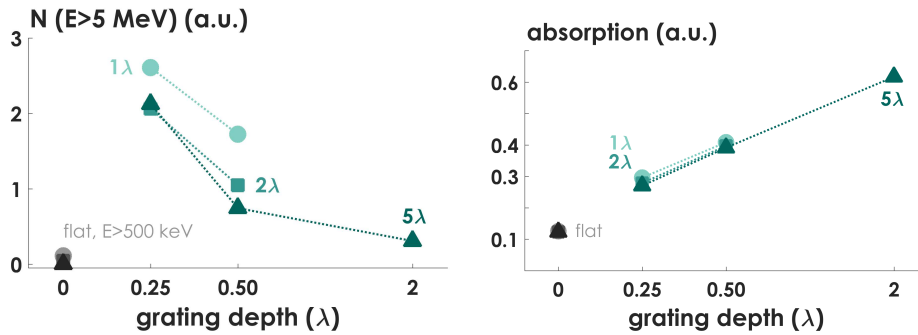 N (E>5 MeV) (a.u.)
3
2
1
0
1λ
2λ
5λ
flat, E>500 keV
0
0.25
0.50
2
grating depth (λ)
absorption (a.u.)
0.6
0.4
0.3
0.1
1λ
2λ
5λ
flat
0
0.25
0.50
2
grating depth (λ)